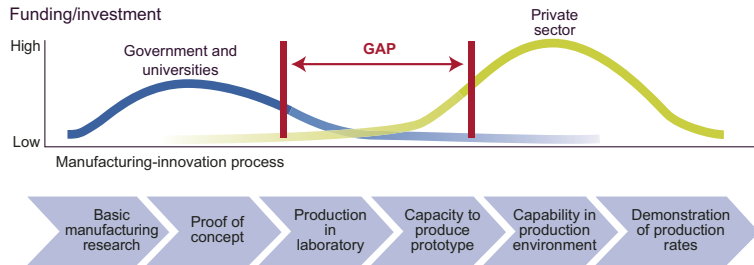 Funding/investment
Private
sector
High
Government and
universities
GAP
Low
Manufacturing-innovation process
Basic
manufacturing
research
Proof of
concept
Production
in
laboratory
Capacity to
produce
prototype
Capability in
production
environment
Demonstration
of production
rates